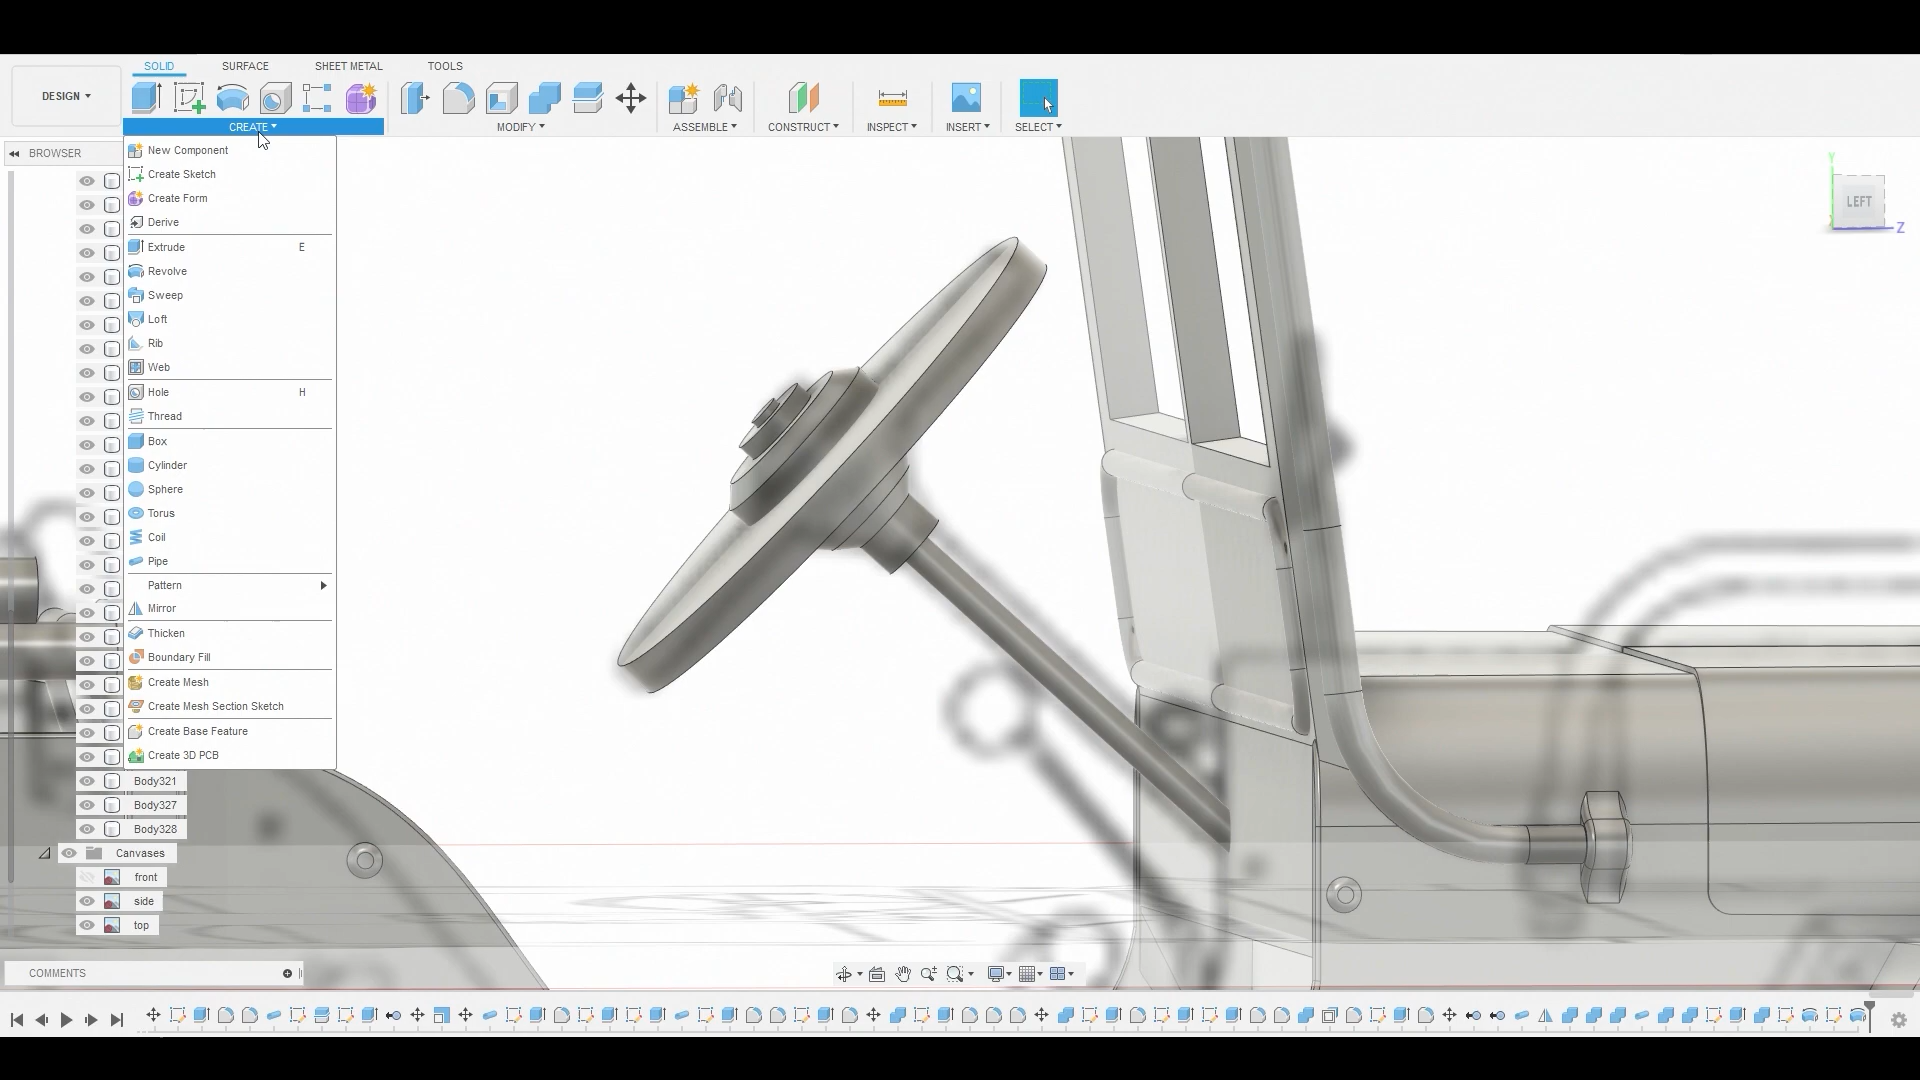 SOLID
SURFACE
SHEET METAL
TOOLS
DESIGN
CREATE
MODIFY
ASSEMBLE
CONSTRUCT
INSPECT
INSERT
SELECT
BROWSER
New Component
Create Sketch
Create Form
Derive
Extrude E
Revolve
Sweep
Loft
Rib
Web
Hole H
Thread
Box
Cylinder
Sphere
Torus
Coil
Pipe
Pattern
Mirror
Thicken
Boundary Fill
Create Mesh
Create Mesh Section Sketch
Create Base Feature
Create 3D PCB
Body321
Body327
Body328
Canvases
front
side
top
COMMENTS
Y
LEFT
Z